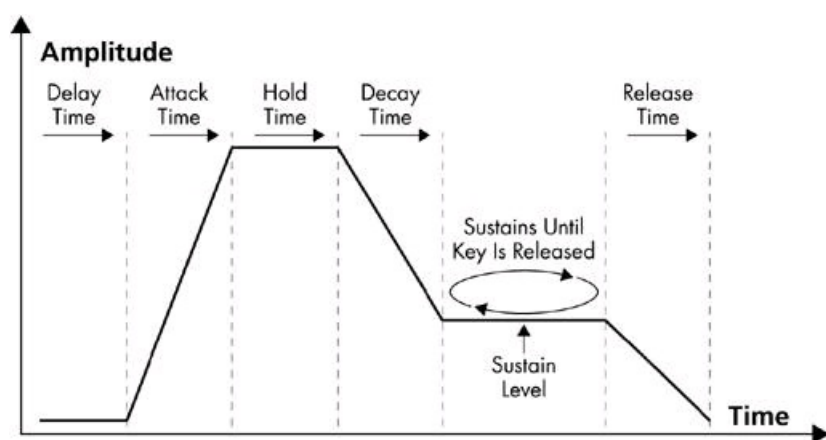 Amplitude
Delay
Time
Attack
Time
Hold
Time
Decay
Time
Release
Time
Sustains Until
Key Is Released
Sustain
Level
Time